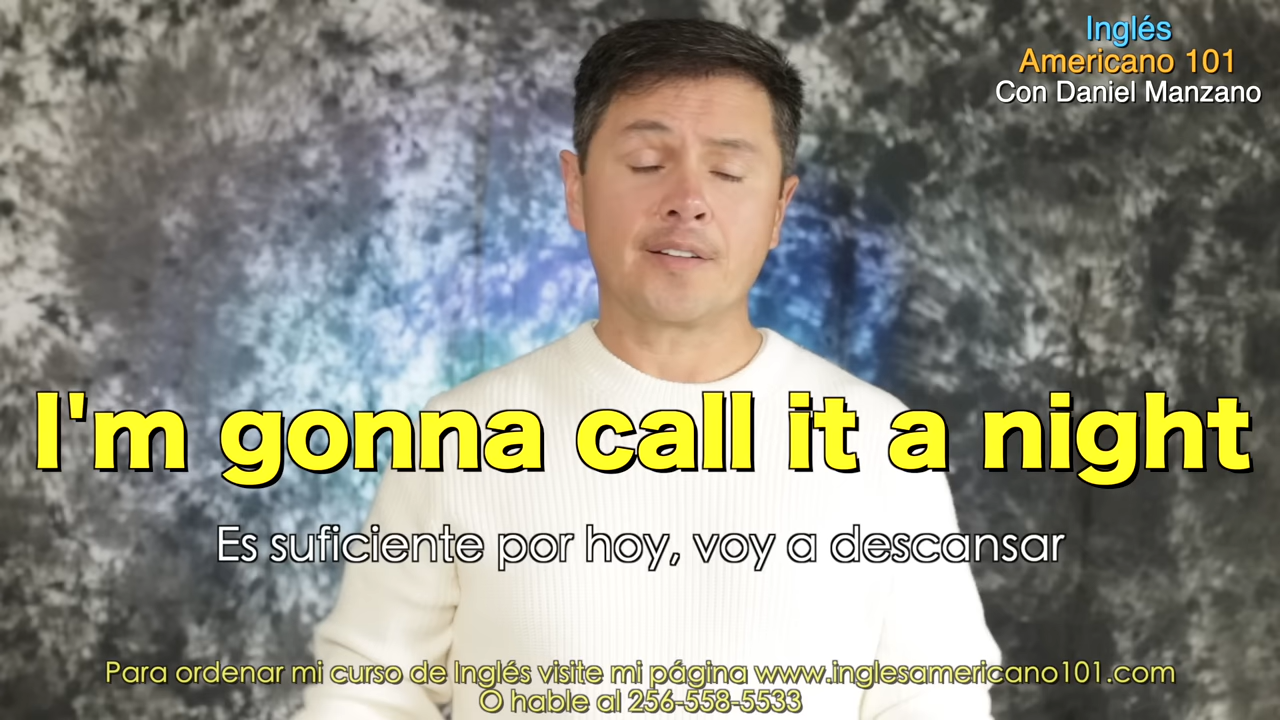 Inglés
Americano 101
Con Daniel Manzano
I'm gonna call it a night
Es suficiente por hoy, voy a descansar
Para ordenar mi curso de Inglés visite mi página www.inglesamericano101.com
O hable al 256-558-5533